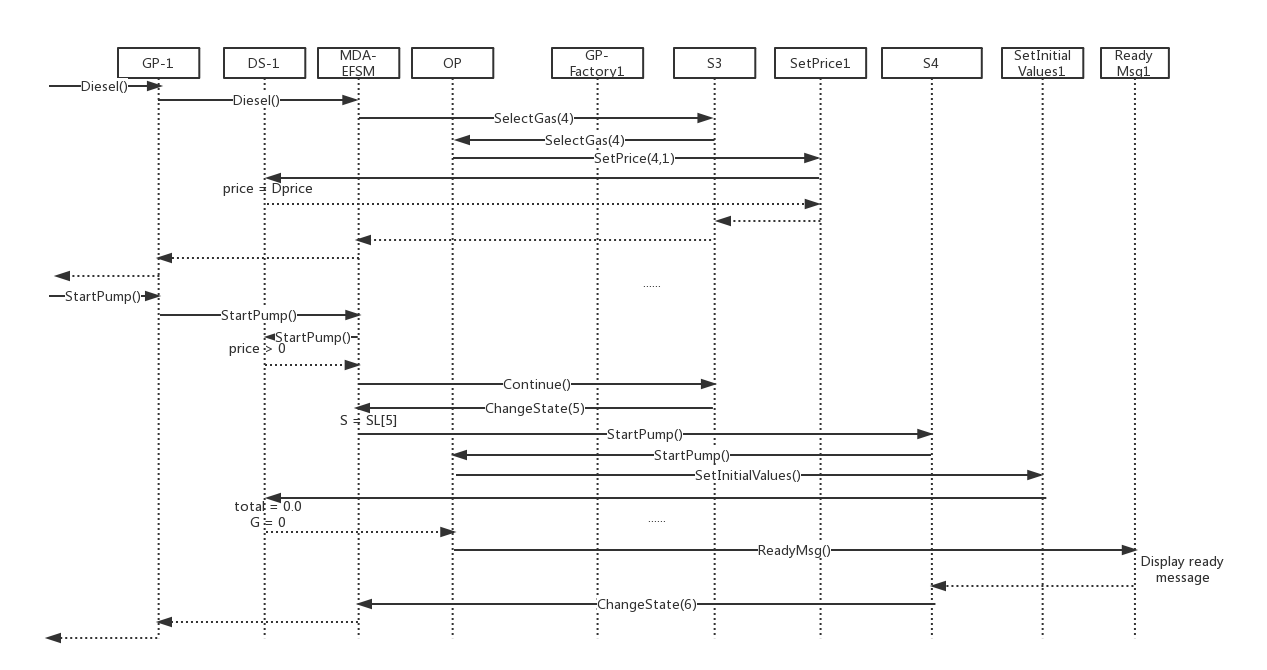 GP-1
DS-1
MDA-
EFSM
OP
GP-
Factory1
S3
SetPrice1
S4
SetInitial
Values1
Ready
Msg1
Diesel()
Diesel()
SelectGas(4)
SelectGas(4)
SetPrice(4,1)
price = Dprice
......
StartPump()
StartPump()
StartPump()
price > 0
Continue()
ChangeState(5)
S = SL[5]
StartPump()
StartPump()
SetInitialValues()
total = 0.0
G = 0
......
ReadyMsg()
Display ready
message
ChangeState(6)